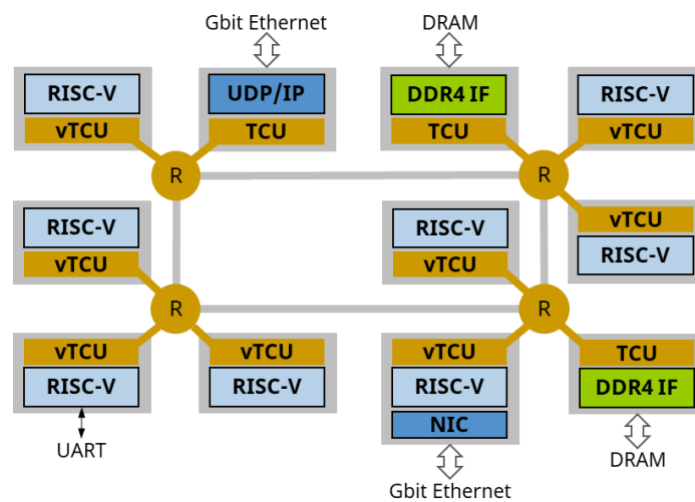 Gbit Ethernet
DRAM
RISC-V
vTCU
UDP/IP
TCU
DDR4 IF
TCU
RISC-V
vTCU
R
R
RISC-V
vTCU
RISC-V
vTCU
vTCU
RISC-V
R
R
vTCU
RISC-V
vTCU
RISC-V
vTCU
RISC-V
NIC
TCU
DDR4 IF
UART
Gbit Ethernet
DRAM